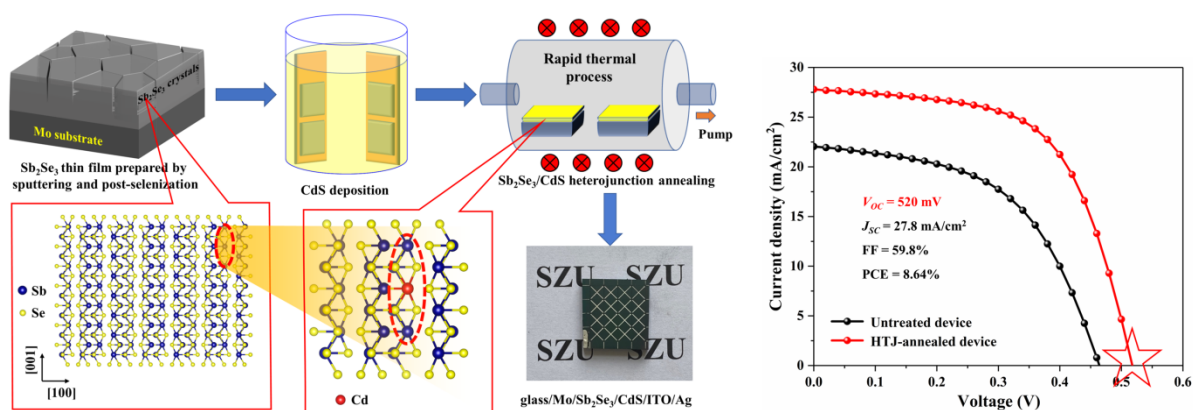 Sb₂Se₃ crystals
Mo substrate
Sb₂Se₃ thin film prepared by
sputtering and post-selenization
CdS deposition
Rapid thermal
process
Pump
Sb₂Se₃/CdS heterojunction annealing
Sb
Se
[001]
[100]
Cd
SZU SZU
SZU SZU
glass/Mo/Sb₂Se₃/CdS/ITO/Ag
30
25
20
15
10
5
0
Current density (mA/cm²)
V_OC = 520 mV
J_SC = 27.8 mA/cm²
FF = 59.8%
PCE = 8.64%
Untreated device
HTJ-annealed device
0.0 0.1 0.2 0.3 0.4 0.5 0.6
Voltage (V)